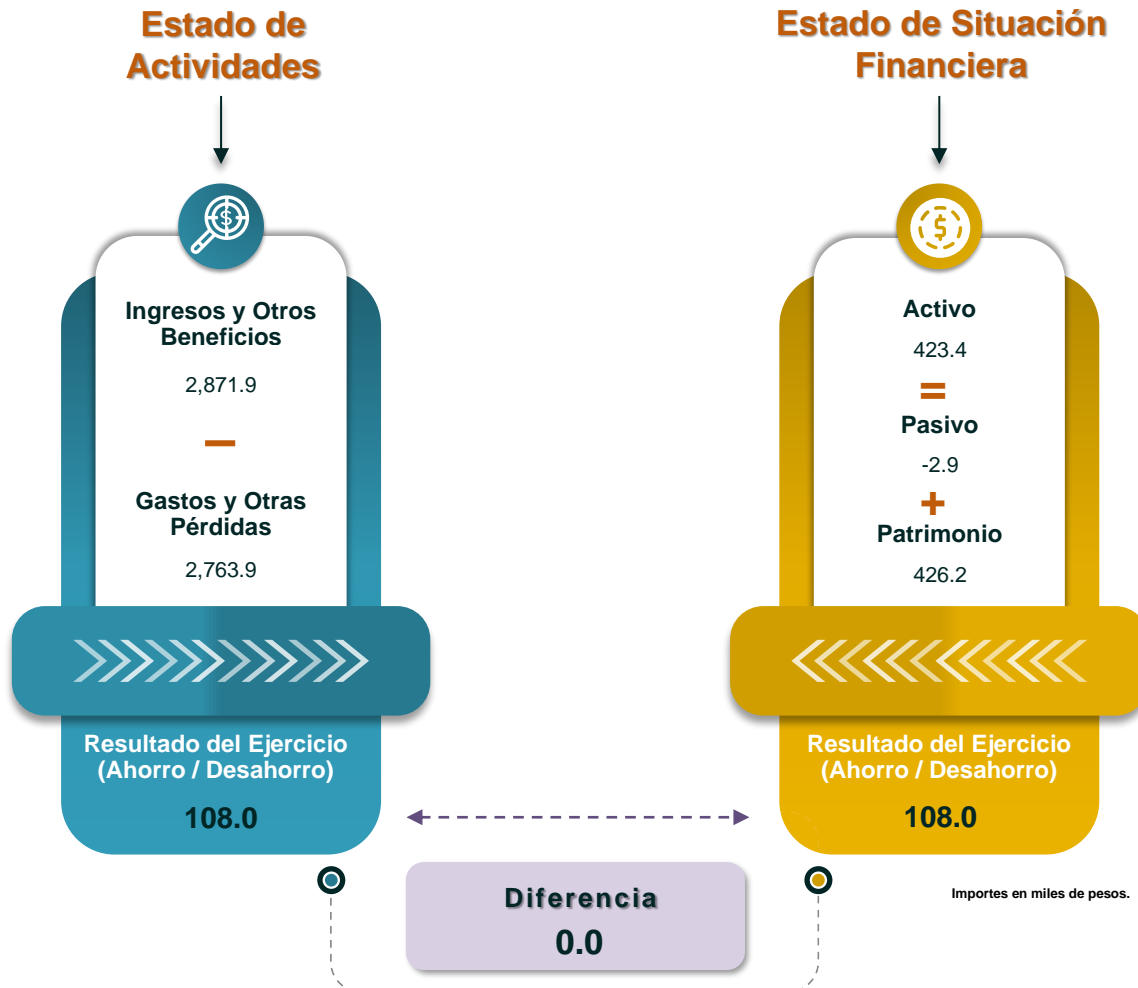 Estado de
Actividades
Ingresos y Otros
Beneficios
2,871.9
−
Gastos y Otras
Pérdidas
2,763.9
Resultado del Ejercicio
(Ahorro / Desahorro)
108.0
Estado de Situación
Financiera
$
Activo
423.4
=
Pasivo
-2.9
+
Patrimonio
426.2
Resultado del Ejercicio
(Ahorro / Desahorro)
108.0
Diferencia
0.0
Importes en miles de pesos.